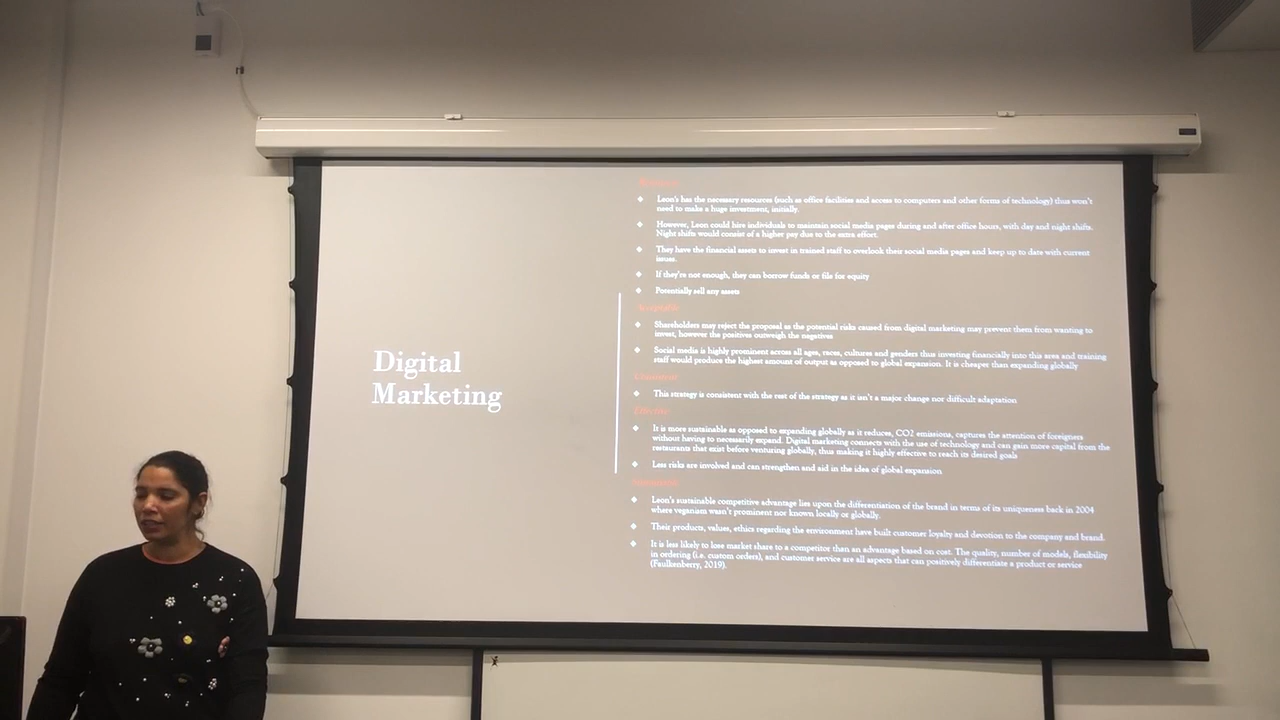 Digital
Marketing
Leon's has the necessary resources (such as office facilities and access to computers and other forms of technology) thus won't
need to make a huge investment, initially.
However, Leon could hire individuals to maintain social media pages during and after office hours, with day and night shifts.
Night shifts would consist of a higher pay due to the extra effort.
They have the financial assets to invest in trained staff to overlook their social media pages and keep up to date with current
issues.
If they're not enough, they can borrow funds or file for equity
Potentially sell any assets
Acceptable
Shareholders may reject the proposal as the potential risks caused from digital marketing may prevent them from wanting to
invest, however the positives outweigh the negatives
Social media is highly prominent across all ages, races, cultures and genders thus investing financially into this area and training
staff would produce the highest amount of output as opposed to global expansion. It is cheaper than expanding globally
Consistent
This strategy is consistent with the rest of the strategy as it isn't a major change nor difficult adaptation
Effective
It is more sustainable as opposed to expanding globally as it reduces, CO2 emissions, captures the attention of foreigners
without having to necessarily expand. Digital marketing connects with the use of technology and can gain more capital from the
restaurants that exist before venturing globally, thus making it highly effective to reach its desired goals
Less risks are involved and can strengthen and aid in the idea of global expansion
Leon's sustainable competitive advantage lies upon the differentiation of the brand in terms of its uniqueness back in 2004
where veganism wasn't prominent nor known locally or globally.
Their products, values, ethics regarding the environment have built customer loyalty and devotion to the company and brand.
It is less likely to lose market share to a competitor than an advantage based on cost. The quality, number of models, flexibility
in ordering (i.e. custom orders), and customer service are all aspects that can positively differentiate a product or service
(Faulkenberry, 2019).